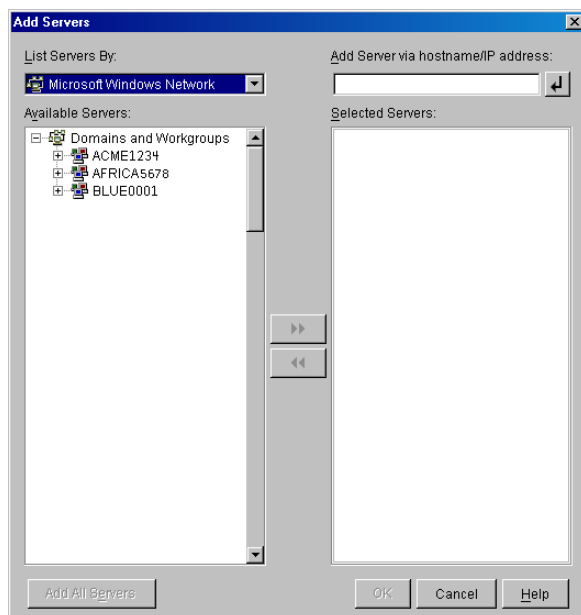 Add Servers
List Servers By:
Microsoft Windows Network
Add Server via hostname/IP address:
Available Servers:
Domains and Workgroups
ACME1234
AFRICA5678
BLUE0001
Selected Servers:
Add All Servers
OK
Cancel
Help